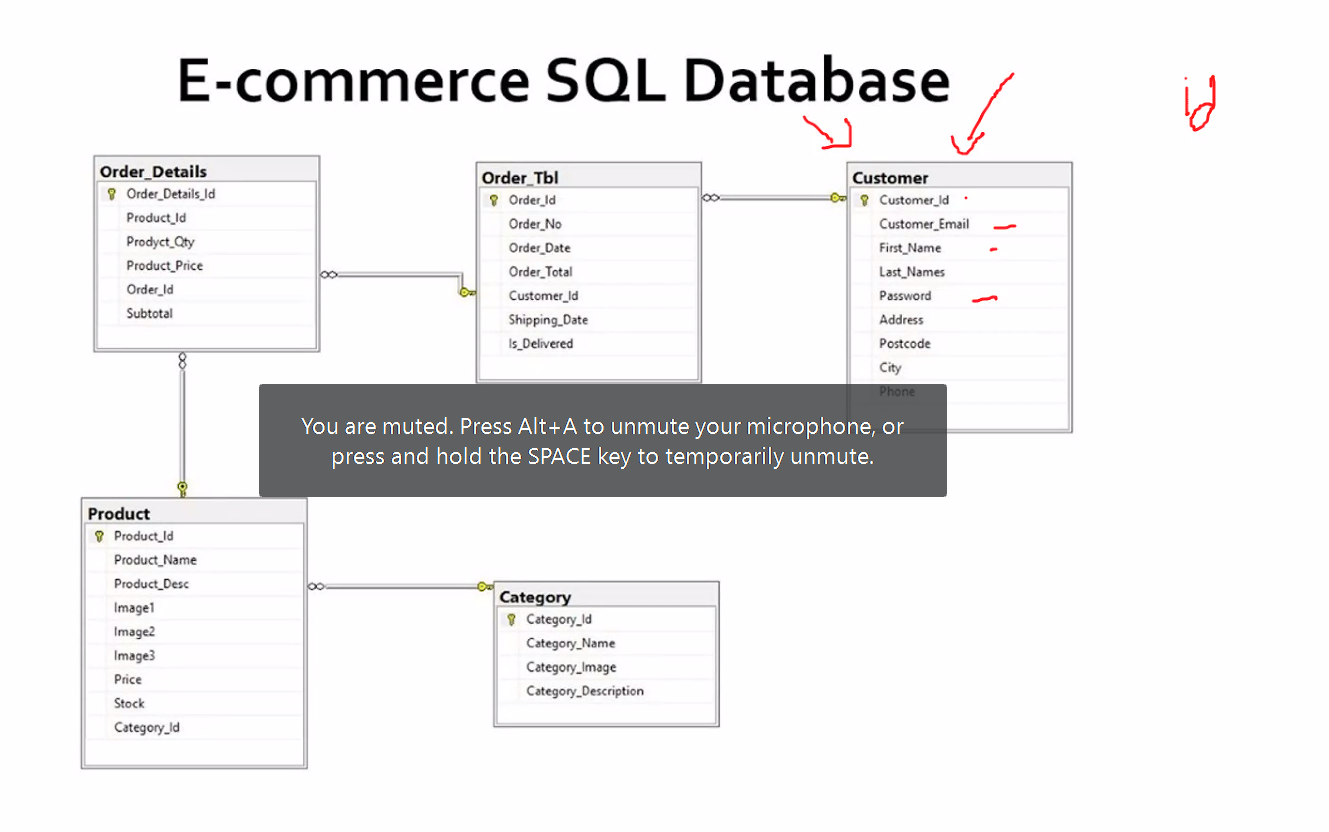 E-commerce SQL Database
id
Order_Details
Order_Details_Id
Product_Id
Prodyct_Qty
Product_Price
Order_Id
Subtotal
Order_Tbl
Order_Id
Order_No
Order_Date
Order_Total
Customer_Id
Shipping_Date
Is_Delivered
Customer
Customer_Id
Customer_Email
First_Name
Last_Names
Password
Address
Postcode
City
Phone
You are muted. Press Alt+A to unmute your microphone, or
press and hold the SPACE key to temporarily unmute.
Product
Product_Id
Product_Name
Product_Desc
Image1
Image2
Image3
Price
Stock
Category_Id
Category
Category_Id
Category_Name
Category_Image
Category_Description